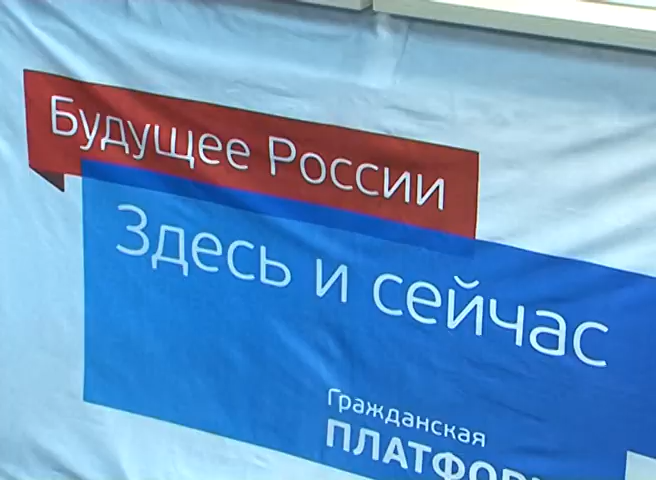 Будущее России
Здесь и сейчас
Гражданская